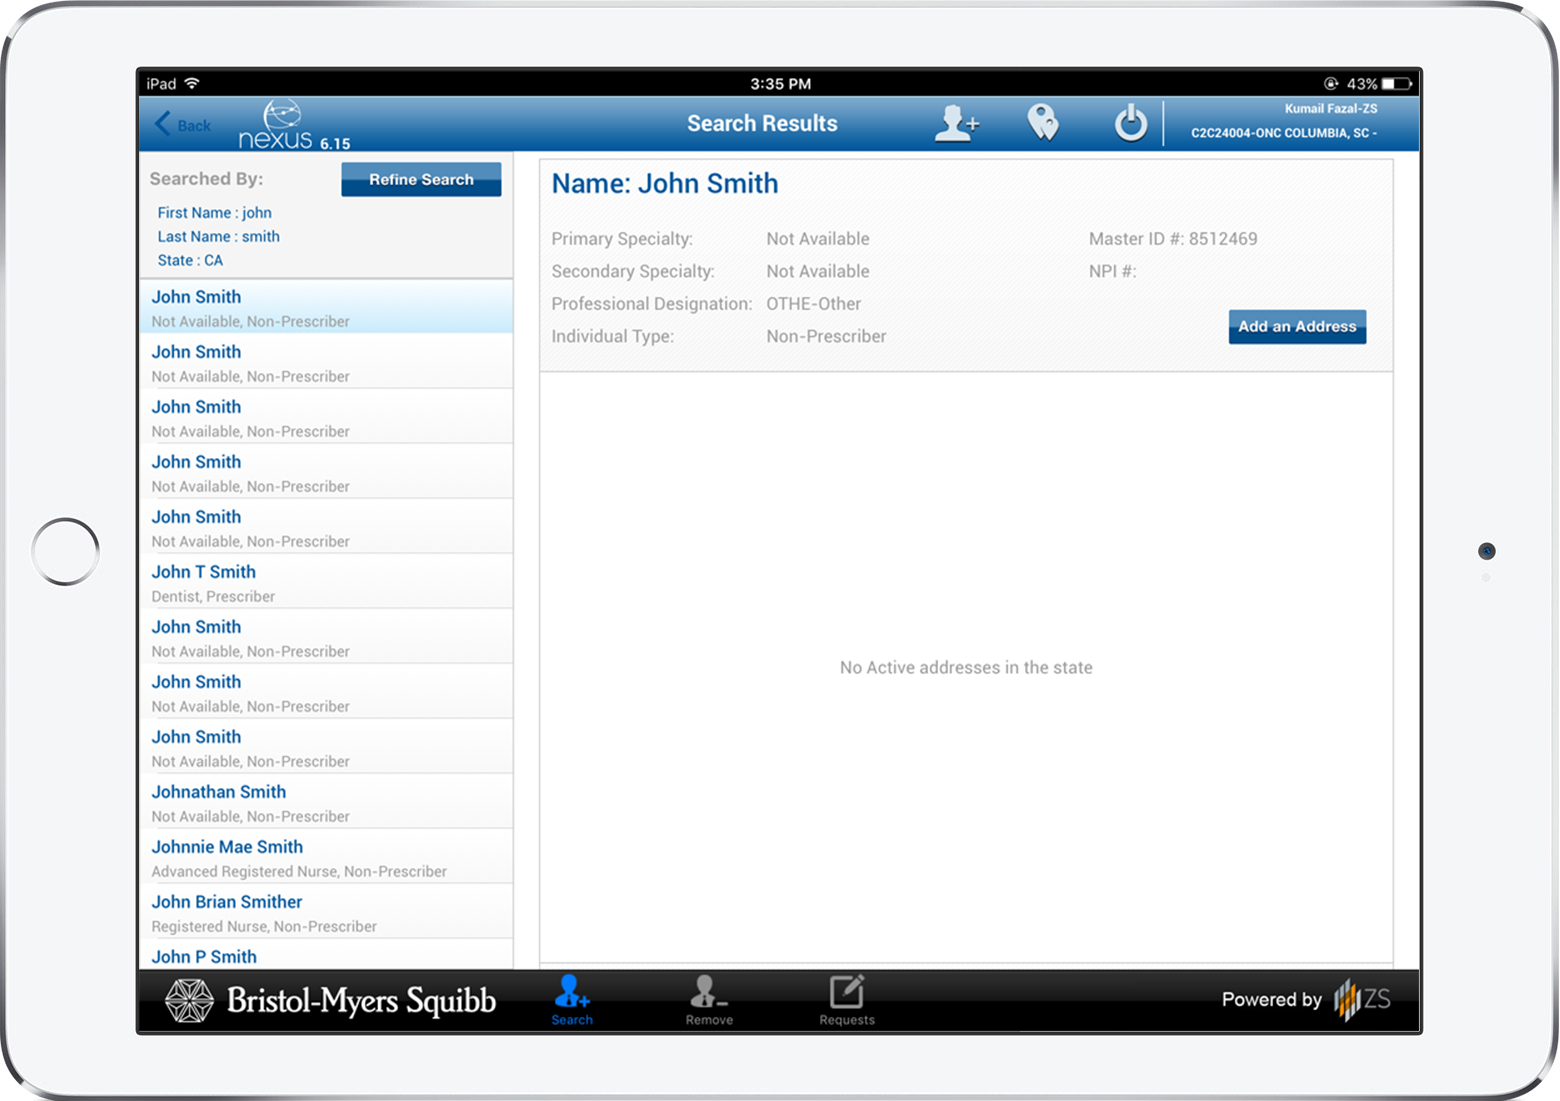 iPad
3:35 PM
43%
Back
nexus 6.15
Search Results
Kumail Fazal-ZS
C2C24004-ONC COLUMBIA, SC -
Searched By:
Refine Search
First Name : john
Last Name : smith
State : CA
John Smith
Not Available, Non-Prescriber
John Smith
Not Available, Non-Prescriber
John Smith
Not Available, Non-Prescriber
John Smith
Not Available, Non-Prescriber
John Smith
Not Available, Non-Prescriber
John T Smith
Dentist, Prescriber
John Smith
Not Available, Non-Prescriber
John Smith
Not Available, Non-Prescriber
John Smith
Not Available, Non-Prescriber
Johnathan Smith
Not Available, Non-Prescriber
Johnnie Mae Smith
Advanced Registered Nurse, Non-Prescriber
John Brian Smither
Registered Nurse, Non-Prescriber
John P Smith
Name: John Smith
Primary Specialty: Not Available
Master ID #: 8512469
Secondary Specialty: Not Available
NPI #:
Professional Designation: OTHE-Other
Individual Type: Non-Prescriber
Add an Address
No Active addresses in the state
Bristol-Myers Squibb
Search
Remove
Requests
Powered by ZS